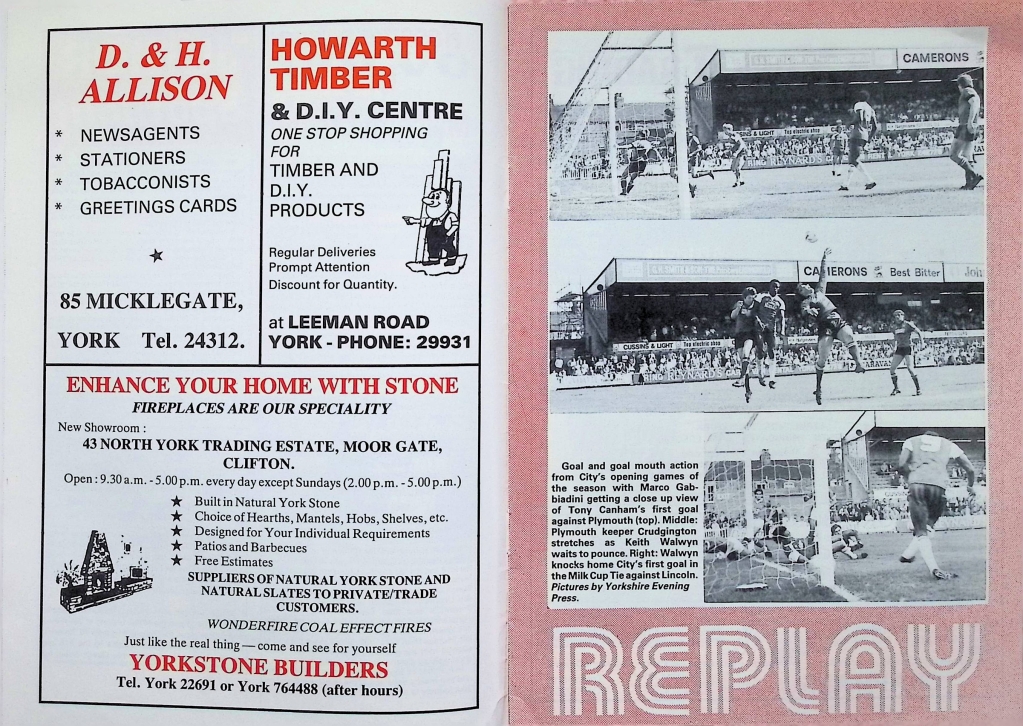 D. & H.
ALLISON
* NEWSAGENTS
* STATIONERS
* TOBACCONISTS
* GREETINGS CARDS
85 MICKLEGATE,
YORK Tel. 24312.
HOWARTH
TIMBER
& D.I.Y. CENTRE
ONE STOP SHOPPING
FOR
TIMBER AND
D.I.Y.
PRODUCTS
Regular Deliveries
Prompt Attention
Discount for Quantity.
at LEEMAN ROAD
YORK - PHONE: 29931
ENHANCE YOUR HOME WITH STONE
FIREPLACES ARE OUR SPECIALITY
New Showroom :
43 NORTH YORK TRADING ESTATE, MOOR GATE,
CLIFTON.
Open : 9.30 a.m. - 5.00 p.m. every day except Sundays (2.00 p.m. - 5.00 p.m.)
★ Built in Natural York Stone
★ Choice of Hearths, Mantels, Hobs, Shelves, etc.
★ Designed for Your Individual Requirements
★ Patios and Barbecues
★ Free Estimates
SUPPLIERS OF NATURAL YORK STONE AND
NATURAL SLATES TO PRIVATE/TRADE
CUSTOMERS.
WONDERFIRE COAL EFFECT FIRES
Just like the real thing — come and see for yourself
YORKSTONE BUILDERS
Tel. York 22691 or York 764488 (after hours)
CAMERONS
& LIGHT Top electric shop
REYNARDS
CAMERONS Best Bitter
CUSSINS & LIGHT Top electric shop
REYNARDS
Goal and goal mouth action
from City's opening games of
the season with Marco Gab-
biadini getting a close up view
of Tony Canham's first goal
against Plymouth (top). Middle:
Plymouth keeper Crudgington
stretches as Keith Walwyn
waits to pounce. Right: Walwyn
knocks home City's first goal in
the Milk Cup Tie against Lincoln.
Pictures by Yorkshire Evening
Press.
REPLAY